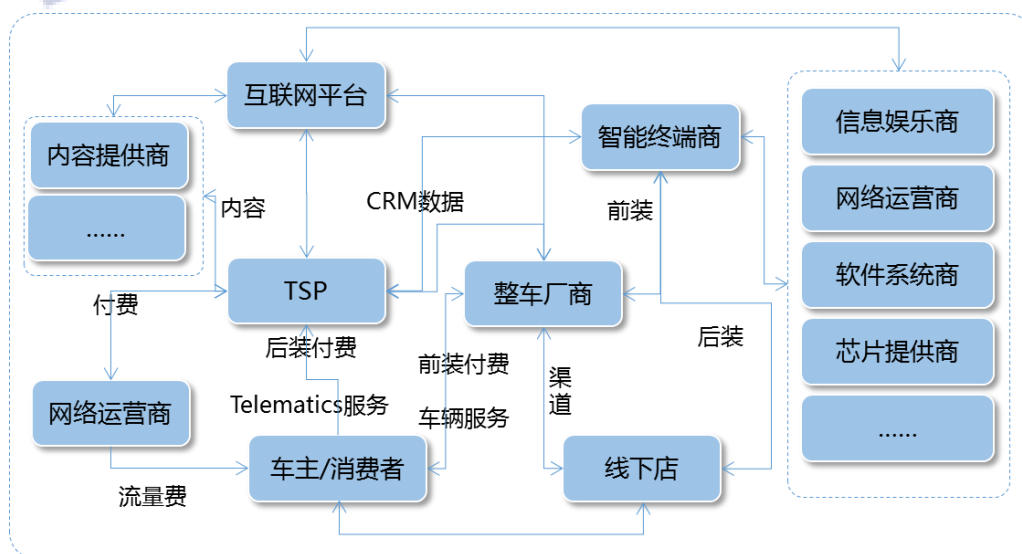 互联网平台
智能终端商
信息娱乐商
内容提供商
......
内容
CRM数据
前装
网络运营商
TSP
整车厂商
软件系统商
付费
后装付费
前装付费
渠
道
后装
芯片提供商
网络运营商
Telematics服务
车辆服务
......
车主/消费者
线下店
流量费